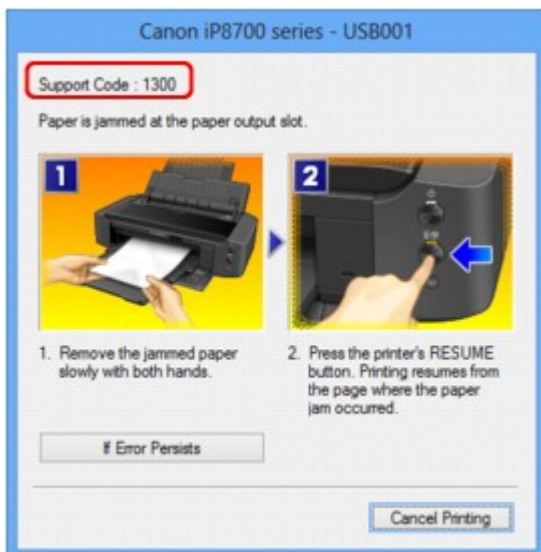 Canon iP8700 series - USB001
Support Code : 1300
Paper is jammed at the paper output slot.
1
2
1. Remove the jammed paper
slowly with both hands.
2. Press the printer's RESUME
button. Printing resumes from
the page where the paper
jam occurred.
If Error Persists
Cancel Printing